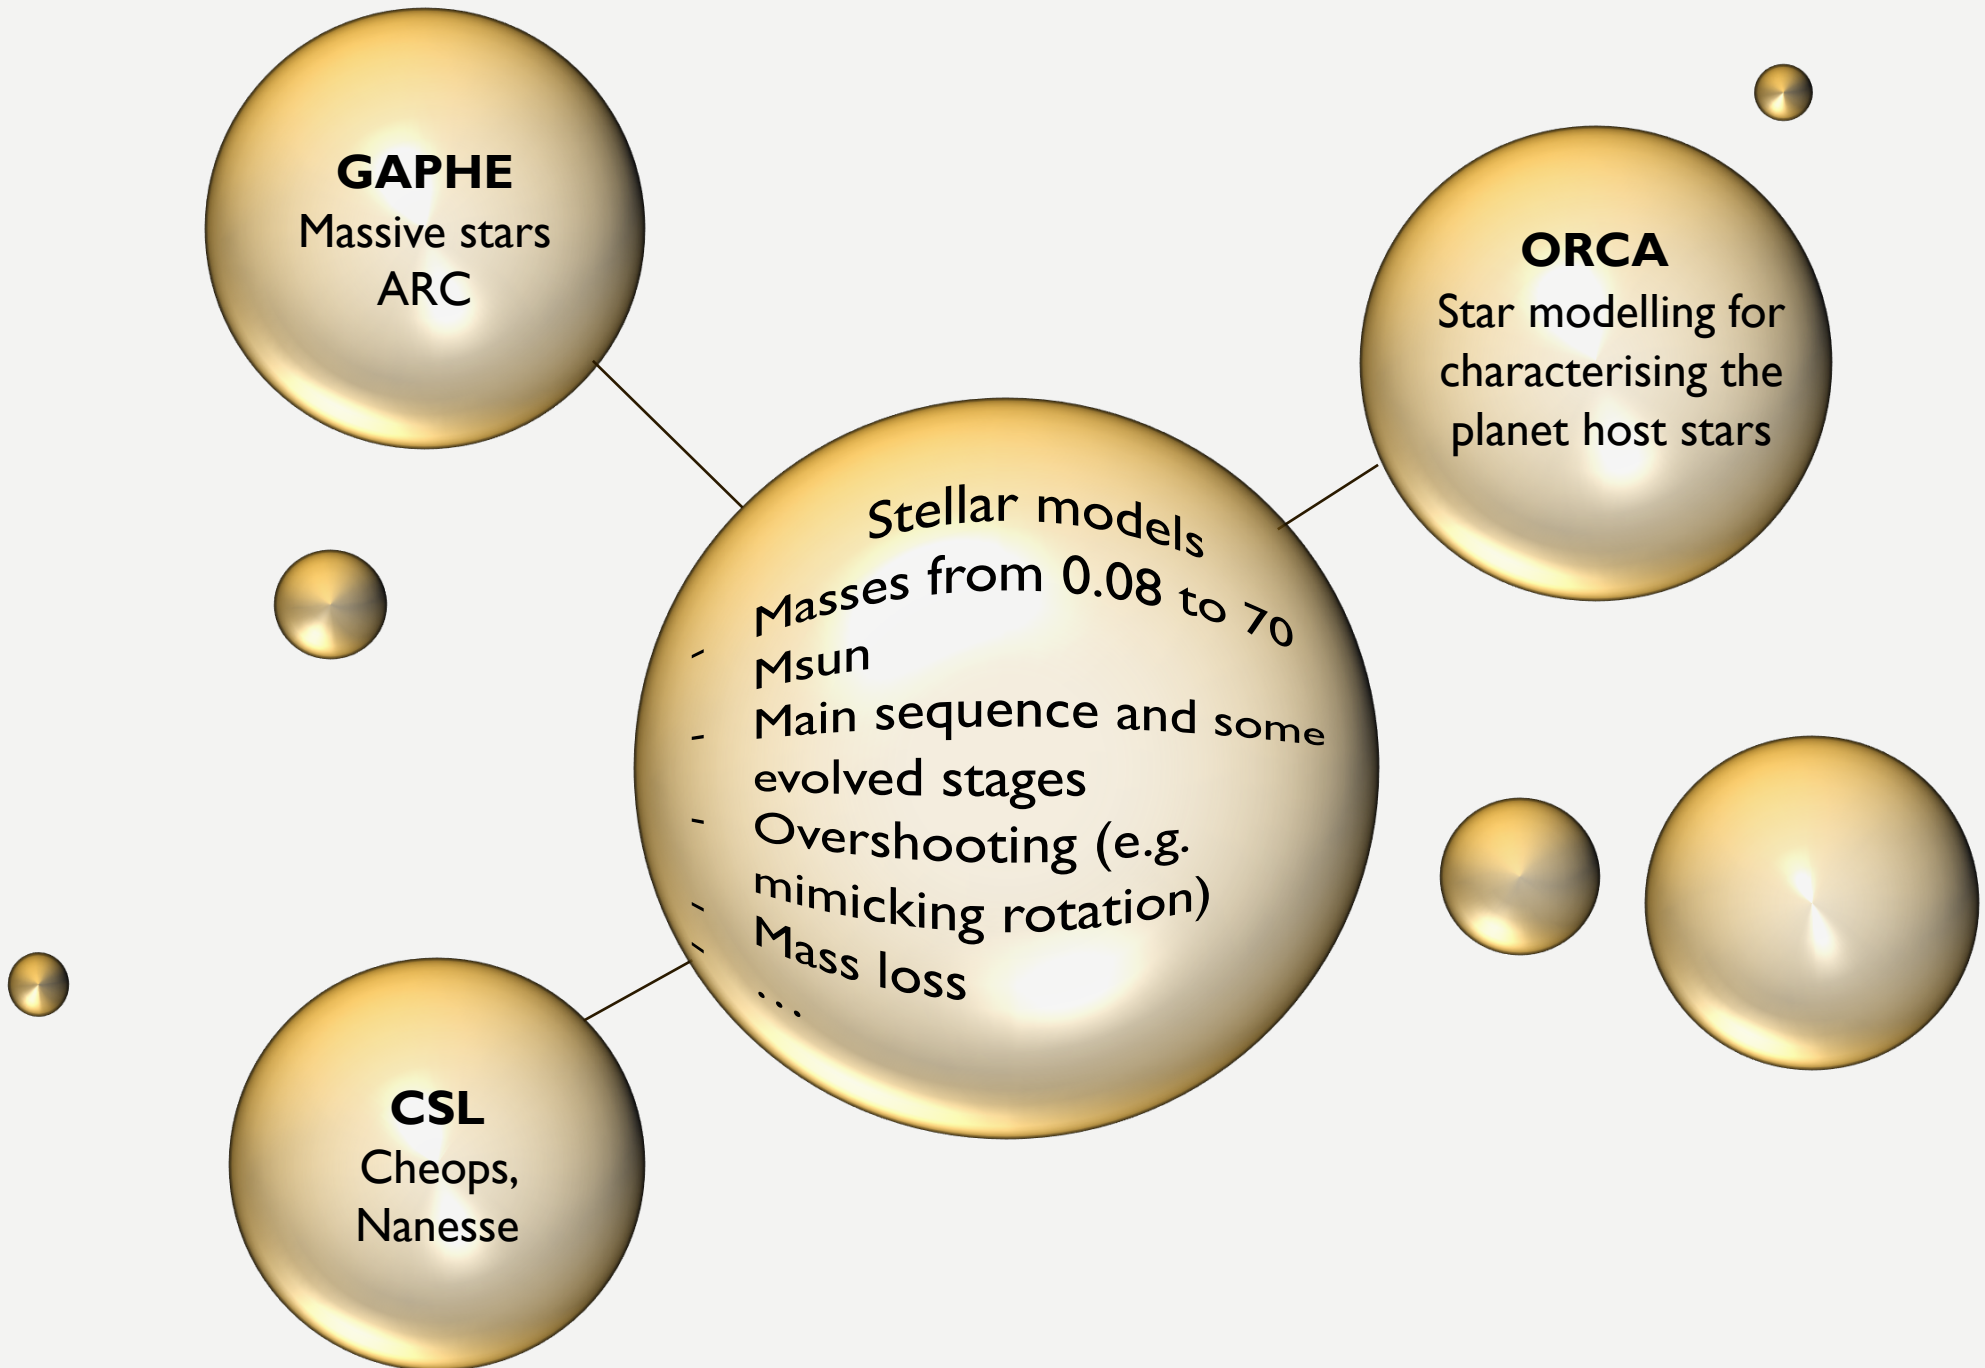 GAPHE
Massive stars
ARC
ORCA
Star modelling for
characterising the
planet host stars
Stellar models
- Masses from 0.08 to 70
Msun
- Main sequence and some
evolved stages
- Overshooting (e.g.
mimicking rotation)
- Mass loss
- ...
CSL
Cheops,
Nanesse